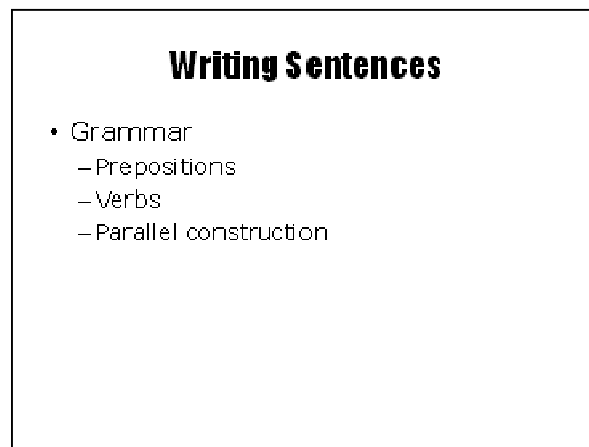 Writing Sentences
• Grammar
– Prepositions
– Verbs
– Parallel construction